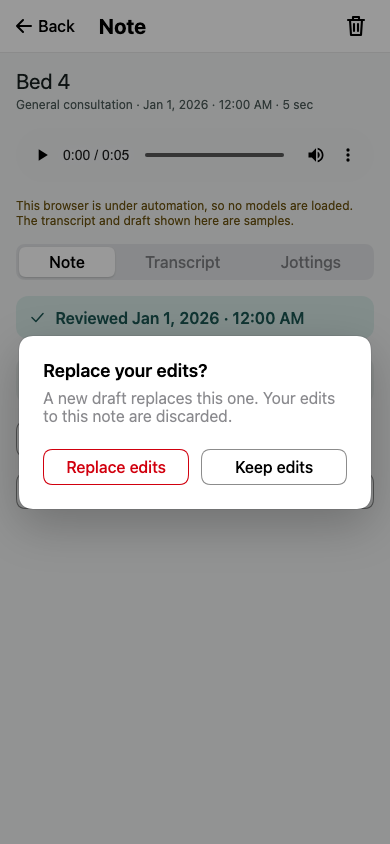 Back Note
Bed 4
General consultation · Jan 1, 2026 · 12:00 AM · 5 sec
0:00 / 0:05
This browser is under automation, so no models are loaded.
The transcript and draft shown here are samples.
Note Transcript Jottings
Reviewed Jan 1, 2026 · 12:00 AM
Replace your edits?
A new draft replaces this one. Your edits
to this note are discarded.
Replace edits Keep edits